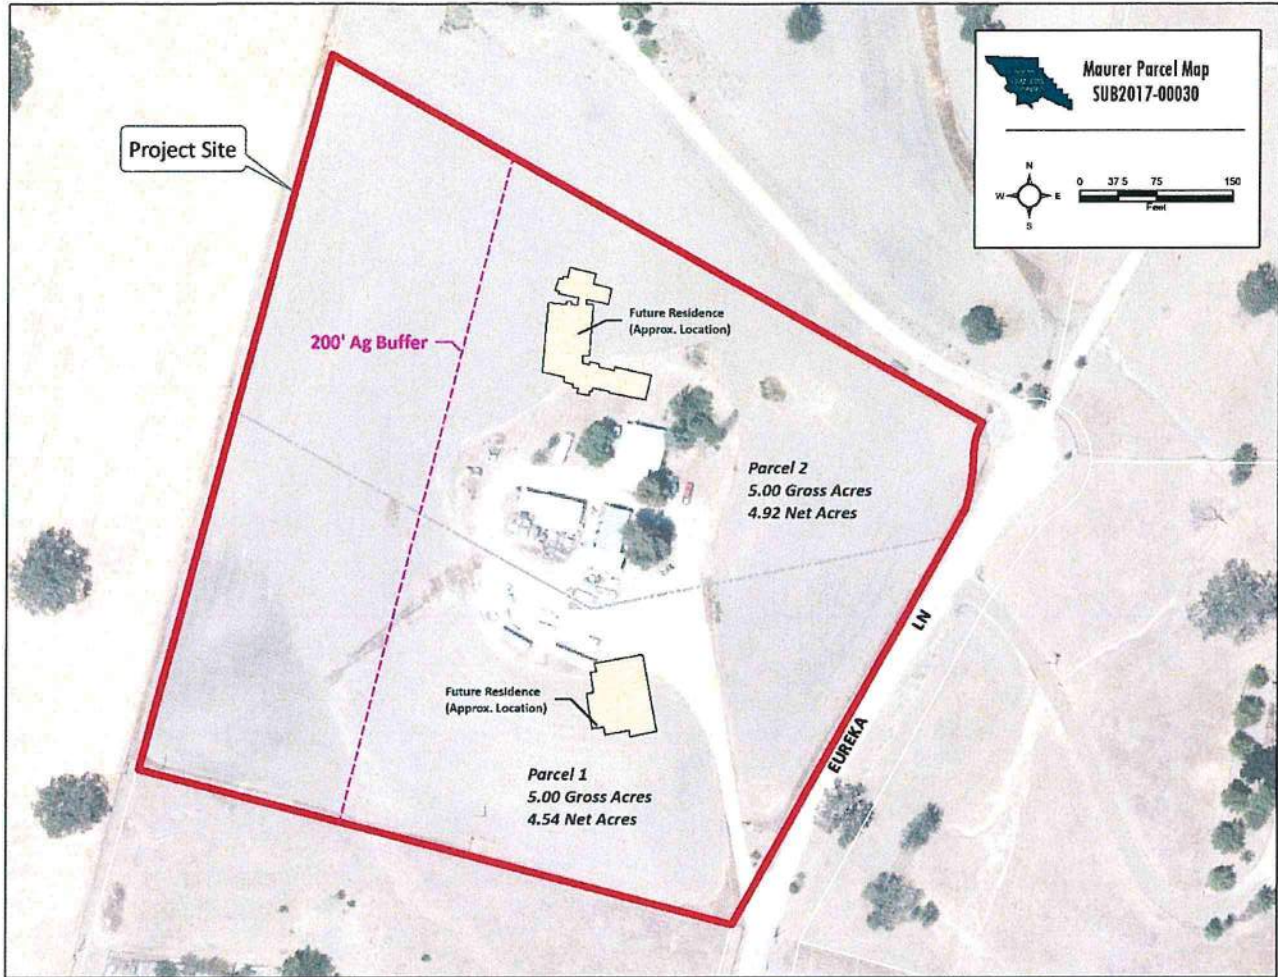 Maurer Parcel Map
SUB2017-00030
N
W E
S
0 37.5 75 150
Feet
Project Site
200' Ag Buffer
Future Residence
(Approx. Location)
Parcel 2
5.00 Gross Acres
4.92 Net Acres
EUREKA LN
Future Residence
(Approx. Location)
Parcel 1
5.00 Gross Acres
4.54 Net Acres